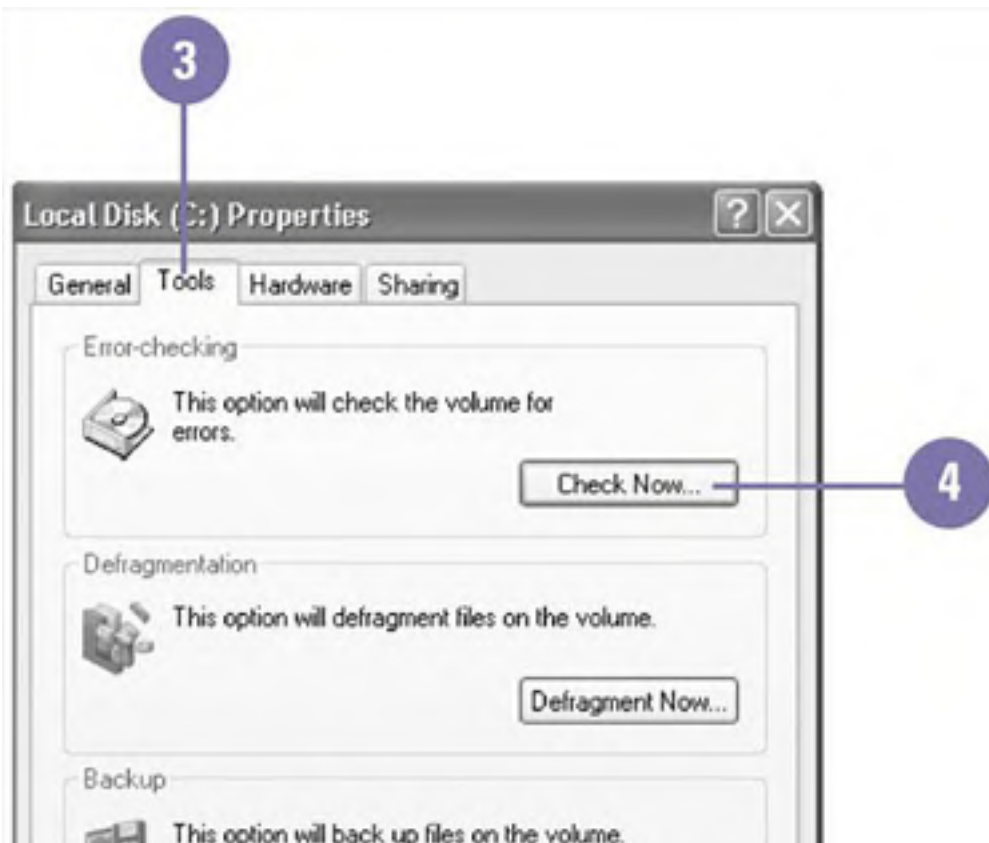 3
Local Disk (C:) Properties
General Tools Hardware Sharing
Error-checking
This option will check the volume for
errors.
Check Now...
4
Defragmentation
This option will defragment files on the volume.
Defragment Now...
Backup
This option will back up files on the volume.